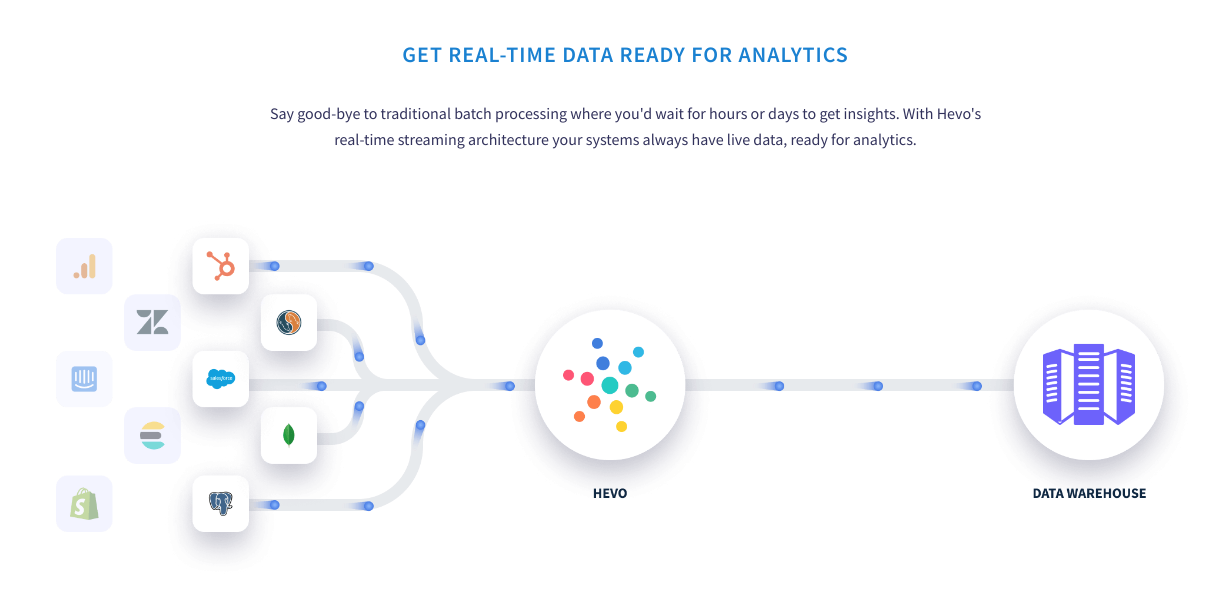 GET REAL-TIME DATA READY FOR ANALYTICS
Say good-bye to traditional batch processing where you'd wait for hours or days to get insights. With Hevo's
real-time streaming architecture your systems always have live data, ready for analytics.
salesforce
HEVO
DATA WAREHOUSE